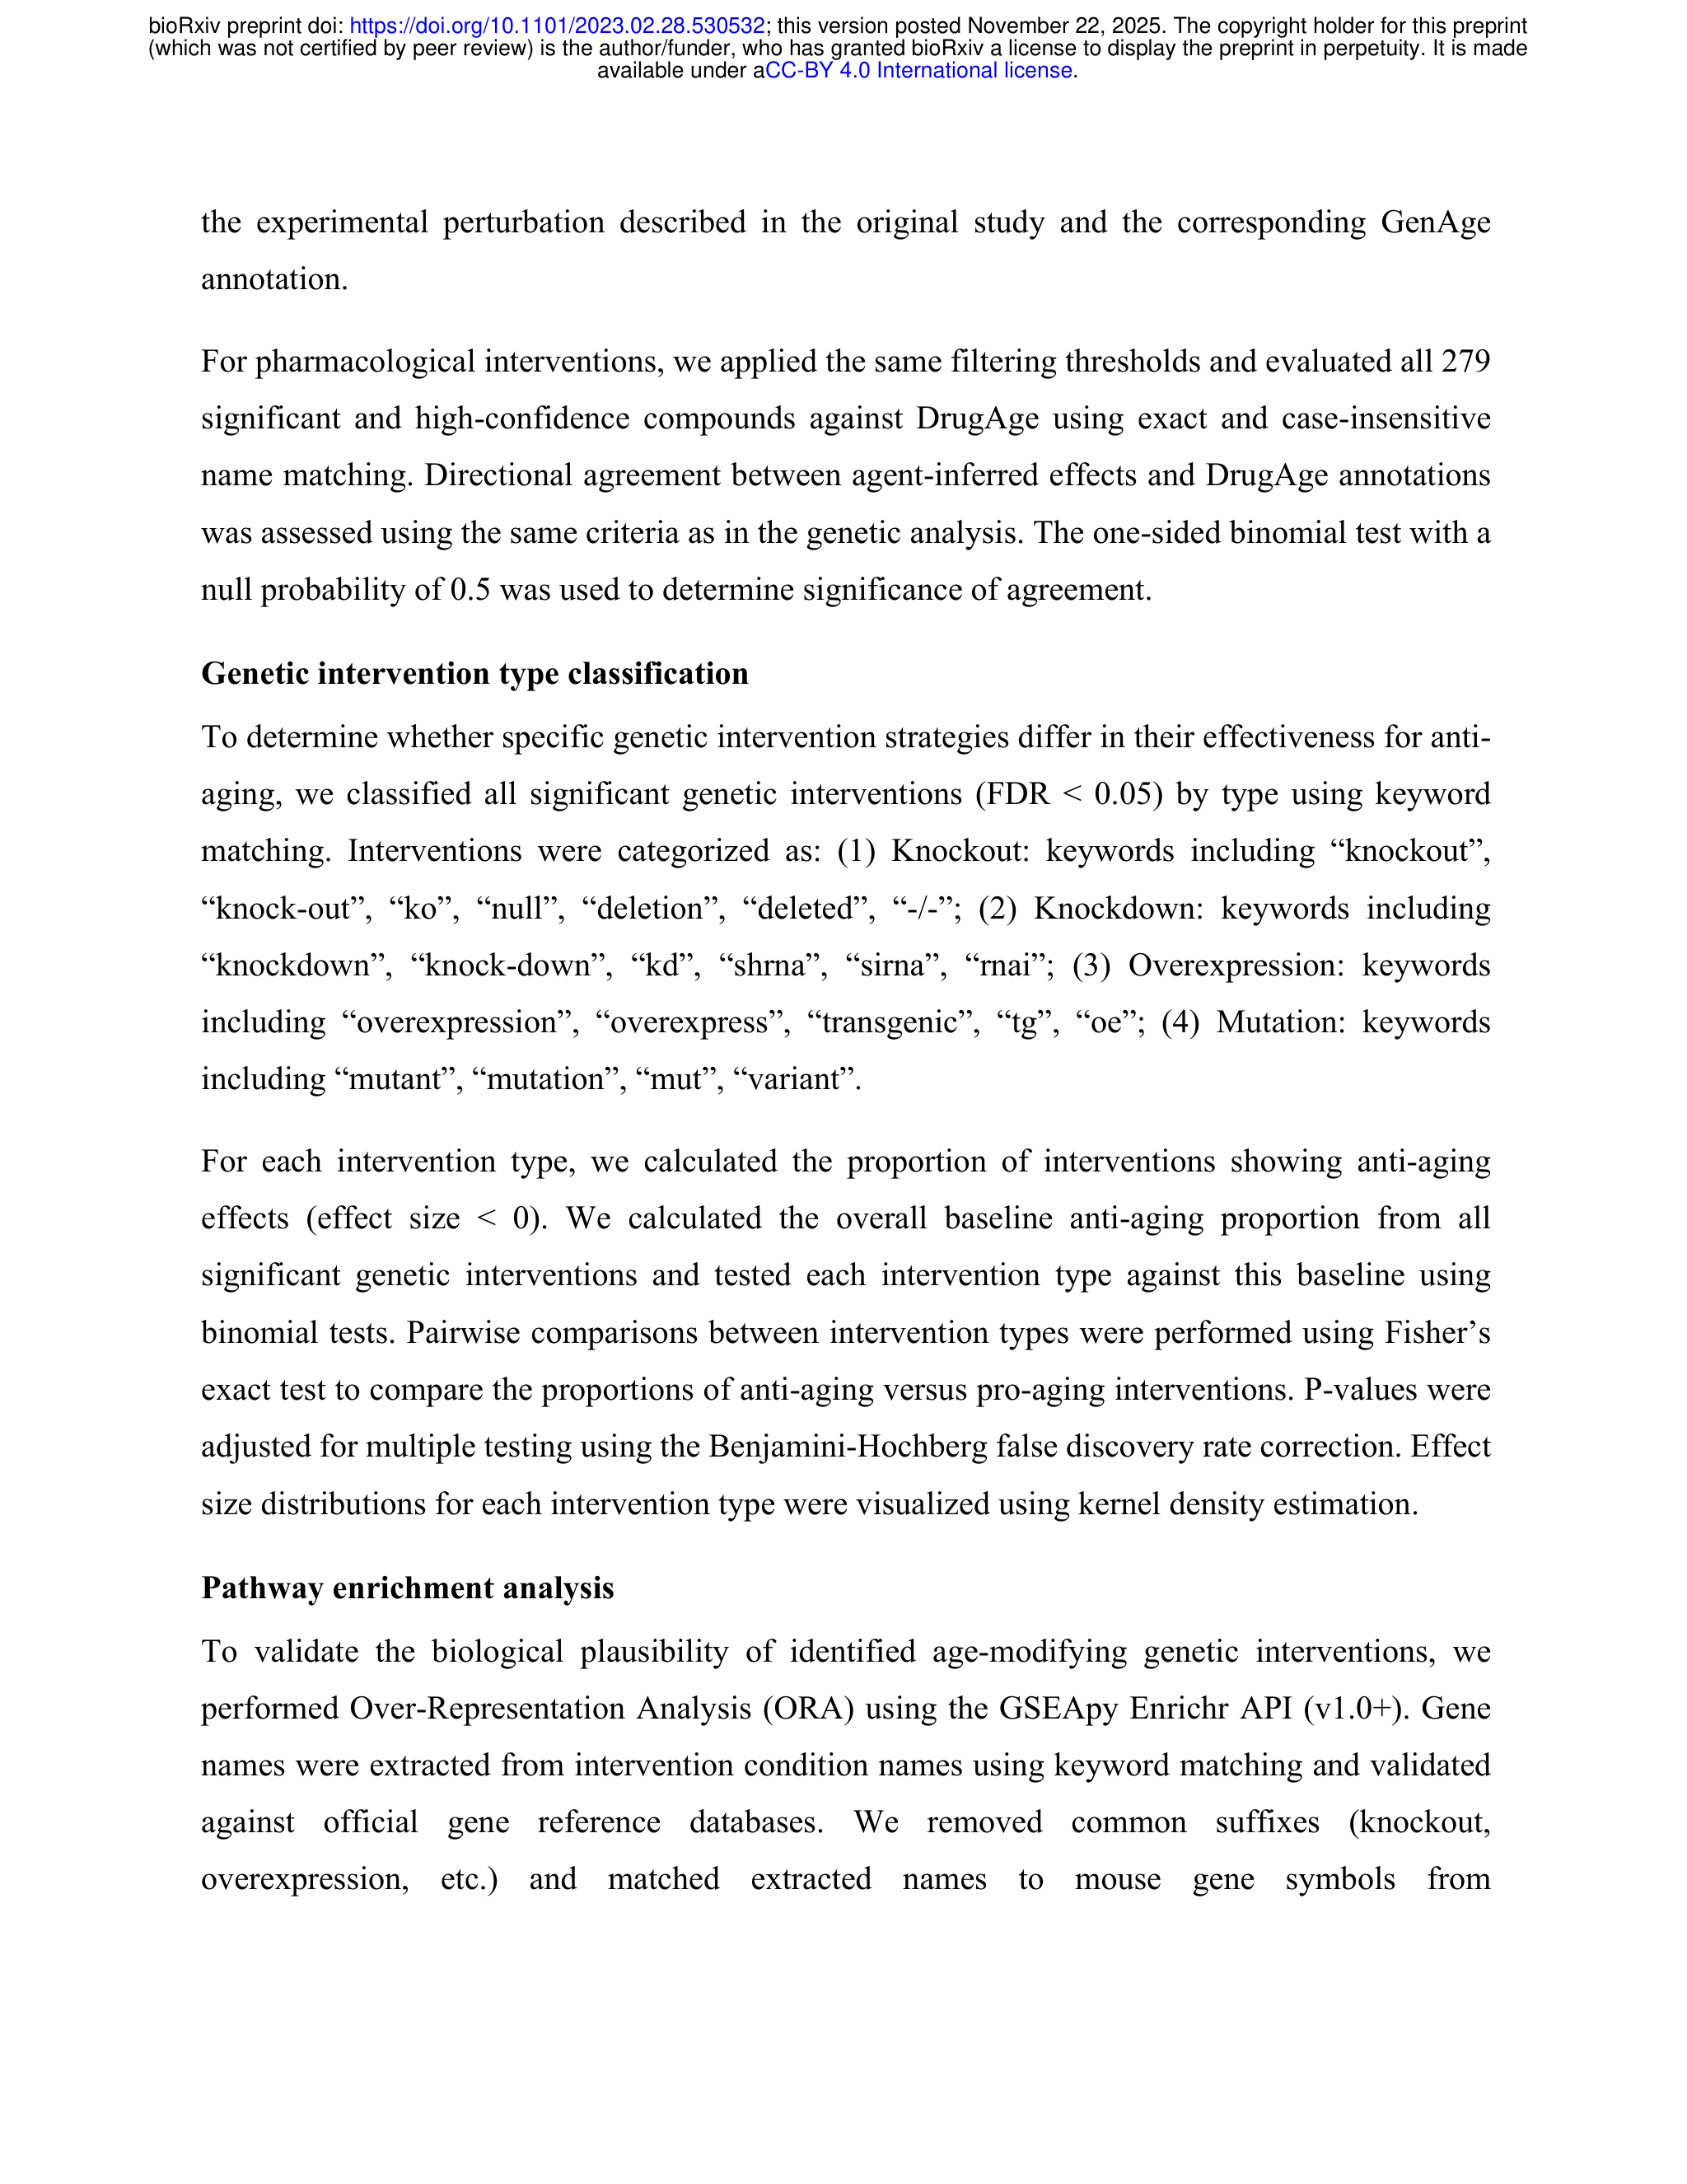 bioRxiv preprint doi: https://doi.org/10.1101/2023.02.28.530532; this version posted November 22, 2025. The copyright holder for this preprint
(which was not certified by peer review) is the author/funder, who has granted bioRxiv a license to display the preprint in perpetuity. It is made
available under aCC-BY 4.0 International license.
the experimental perturbation described in the original study and the corresponding GenAge
annotation.
For pharmacological interventions, we applied the same filtering thresholds and evaluated all 279
significant and high-confidence compounds against DrugAge using exact and case-insensitive
name matching. Directional agreement between agent-inferred effects and DrugAge annotations
was assessed using the same criteria as in the genetic analysis. The one-sided binomial test with a
null probability of 0.5 was used to determine significance of agreement.
Genetic intervention type classification
To determine whether specific genetic intervention strategies differ in their effectiveness for anti-
aging, we classified all significant genetic interventions (FDR < 0.05) by type using keyword
matching. Interventions were categorized as: (1) Knockout: keywords including “knockout”,
“knock-out”, “ko”, “null”, “deletion”, “deleted”, “-/-”; (2) Knockdown: keywords including
“knockdown”, “knock-down”, “kd”, “shrna”, “sirna”, “rnai”; (3) Overexpression: keywords
including “overexpression”, “overexpress”, “transgenic”, “tg”, “oe”; (4) Mutation: keywords
including “mutant”, “mutation”, “mut”, “variant”.
For each intervention type, we calculated the proportion of interventions showing anti-aging
effects (effect size < 0). We calculated the overall baseline anti-aging proportion from all
significant genetic interventions and tested each intervention type against this baseline using
binomial tests. Pairwise comparisons between intervention types were performed using Fisher’s
exact test to compare the proportions of anti-aging versus pro-aging interventions. P-values were
adjusted for multiple testing using the Benjamini-Hochberg false discovery rate correction. Effect
size distributions for each intervention type were visualized using kernel density estimation.
Pathway enrichment analysis
To validate the biological plausibility of identified age-modifying genetic interventions, we
performed Over-Representation Analysis (ORA) using the GSEApy Enrichr API (v1.0+). Gene
names were extracted from intervention condition names using keyword matching and validated
against official gene reference databases. We removed common suffixes (knockout,
overexpression, etc.) and matched extracted names to mouse gene symbols from